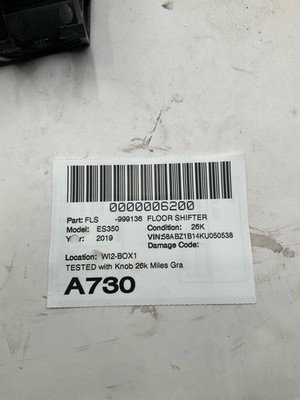 0000006200
Part: FLS -999136 FLOOR SHIFTER
Model: ES350 Condition: 26K
Year: 2019 VIN:58ABZ1B14KU050538
Damage Code:
Location: WI2-BOX1
TESTED with Knob 26k Miles Gra
A730